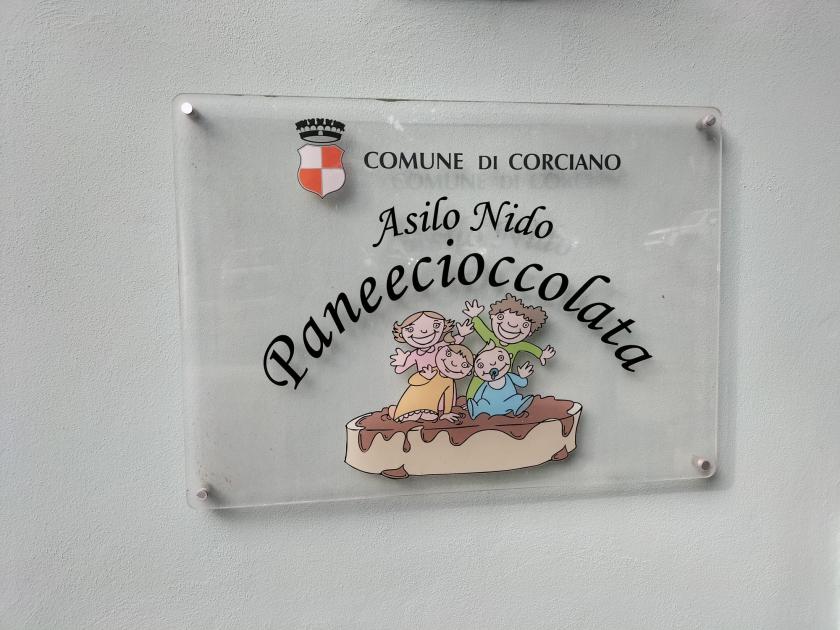 COMUNE DI CORCIANO
Asilo Nido
Paneecioccolata